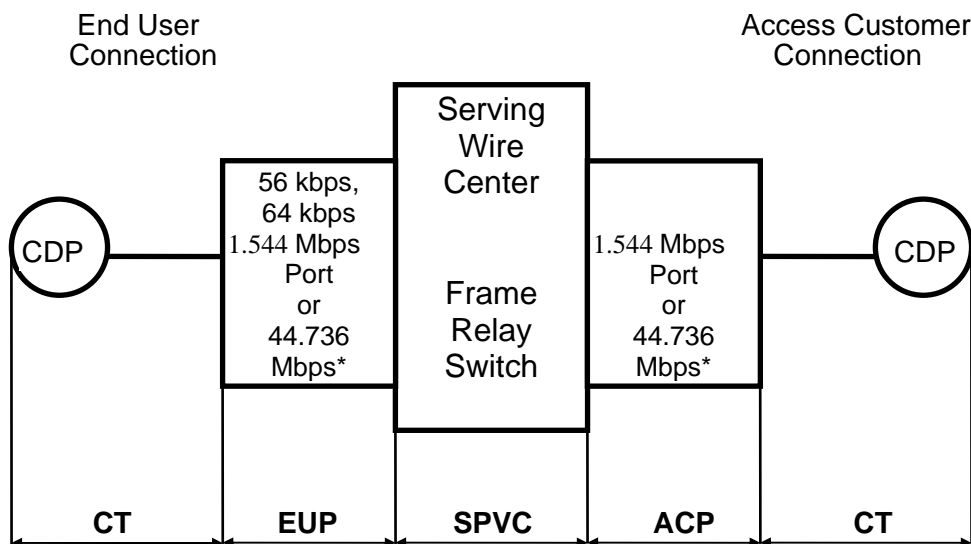 End User
Connection
Access Customer
Connection
CDP
56 kbps,
64 kbps
1.544 Mbps
Port
or
44.736
Mbps*
Serving
Wire
Center
Frame
Relay
Switch
1.544 Mbps
Port
or
44.736
Mbps*
CDP
CT
EUP
SPVC
ACP
CT